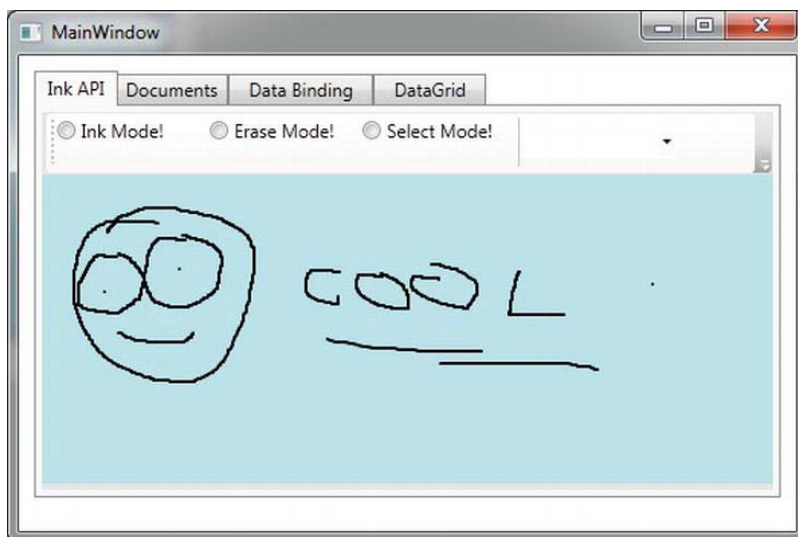 MainWindow
Ink API Documents Data Binding DataGrid
Ink Mode! Erase Mode! Select Mode!
COOL